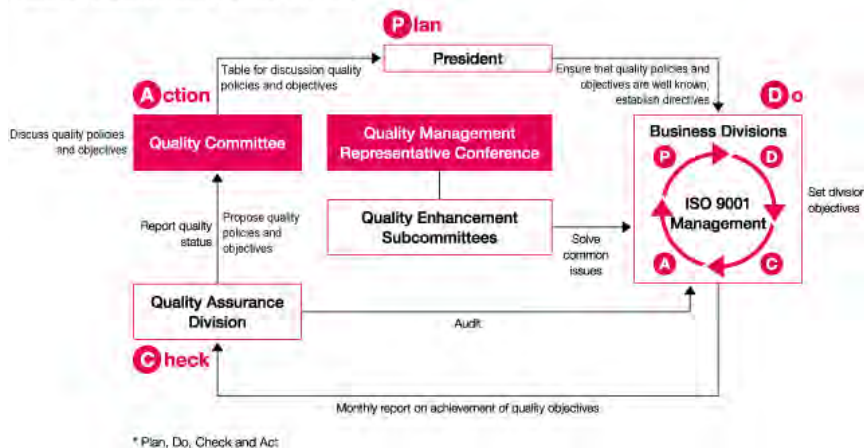 Plan
President
Table for discussion quality
policies and objectives
Ensure that quality policies and
objectives are well known,
establish directives
Action
Do
Discuss quality policies
and objectives
Quality Committee
Quality Management
Representative Conference
Business Divisions
P
D
ISO 9001
Management
A
C
Set division
objectives
Report quality
status
Propose quality
policies and
objectives
Quality Enhancement
Subcommittees
Solve
common
issues
Quality Assurance
Division
Audit
Check
Monthly report on achievement of quality objectives
* Plan, Do, Check and Act